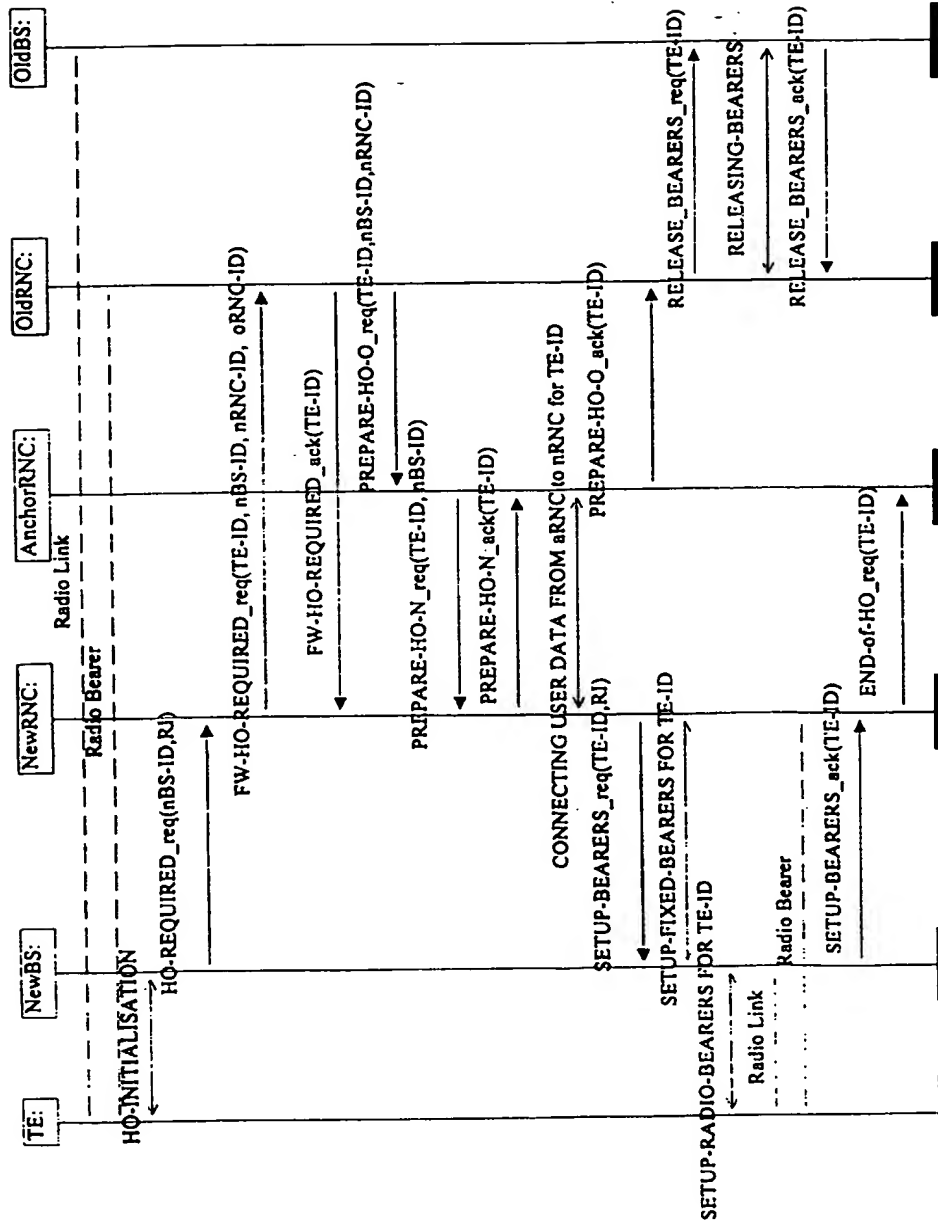 TE:
NewBS:
NewRNC:
AnchorRNC:
OldRNC:
OldBS:
Radio Link
Radio Bearer
HO-INITIALISATION
HO-REQUIRED_req(nBS-ID,RI)
FW-HO-REQUIRED_req(TE-ID, nBS-ID, nRNC-ID, oRNC-ID)
FW-HO-REQUIRED_ack(TE-ID)
PREPARE-HO-O_req(TE-ID,nBS-ID,nRNC-ID)
PREPARE-HO-N_req(TE-ID, nBS-ID)
PREPARE-HO-N_ack(TE-ID)
CONNECTING USER DATA FROM aRNC(to nRNC for TE-ID
PREPARE-HO-O_ack(TE-ID)
SETUP-BEARERS_req(TE-ID,RI)
SETUP-FIXED-BEARERS FOR TE-ID
RELEASE_BEARERS_req(TE-ID)
SETUP-RADIO-BEARERS FOR TE-ID
RELEASING-BEARERS
Radio Link
Radio Bearer
RELEASE_BEARERS_ack(TE-ID)
SETUP-BEARERS_ack(TE-ID)
END-of-HO_req(TE-ID)